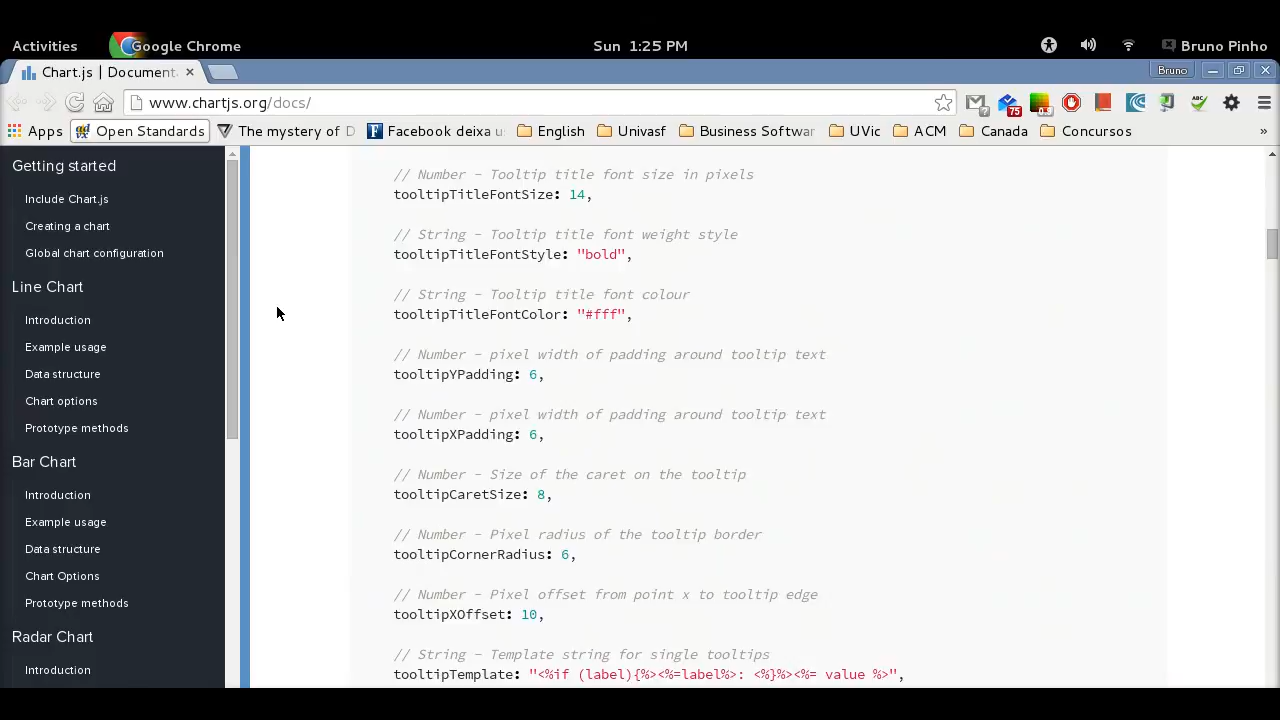 Activities Google Chrome Sun 1:25 PM Bruno Pinho
Chart.js | Document Bruno
www.chartjs.org/docs/
75 0.9 ABC
Apps Open Standards The mystery of D Facebook deixa us English Univasf Business Softwar UVic ACM Canada Concursos »
Getting started
Include Chart.js
Creating a chart
Global chart configuration
Line Chart
Introduction
Example usage
Data structure
Chart options
Prototype methods
Bar Chart
Introduction
Example usage
Data structure
Chart Options
Prototype methods
Radar Chart
Introduction
// Number - Tooltip title font size in pixels
tooltipTitleFontSize: 14,
// String - Tooltip title font weight style
tooltipTitleFontStyle: "bold",
// String - Tooltip title font colour
tooltipTitleFontColor: "#fff",
// Number - pixel width of padding around tooltip text
tooltipYPadding: 6,
// Number - pixel width of padding around tooltip text
tooltipXPadding: 6,
// Number - Size of the caret on the tooltip
tooltipCaretSize: 8,
// Number - Pixel radius of the tooltip border
tooltipCornerRadius: 6,
// Number - Pixel offset from point x to tooltip edge
tooltipXOffset: 10,
// String - Template string for single tooltips
tooltipTemplate: "<%if (label){%><%=label%>: <%}%><%= value %>",